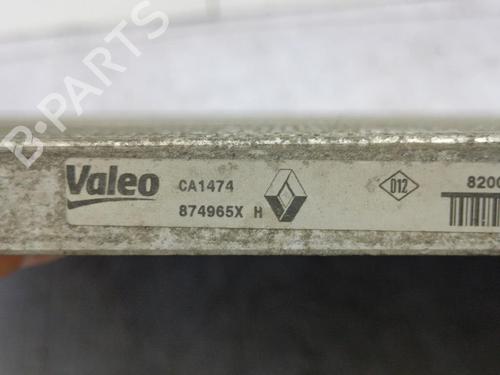 B-PARTS
Valeo
CA1474
874965X H
D12
8200